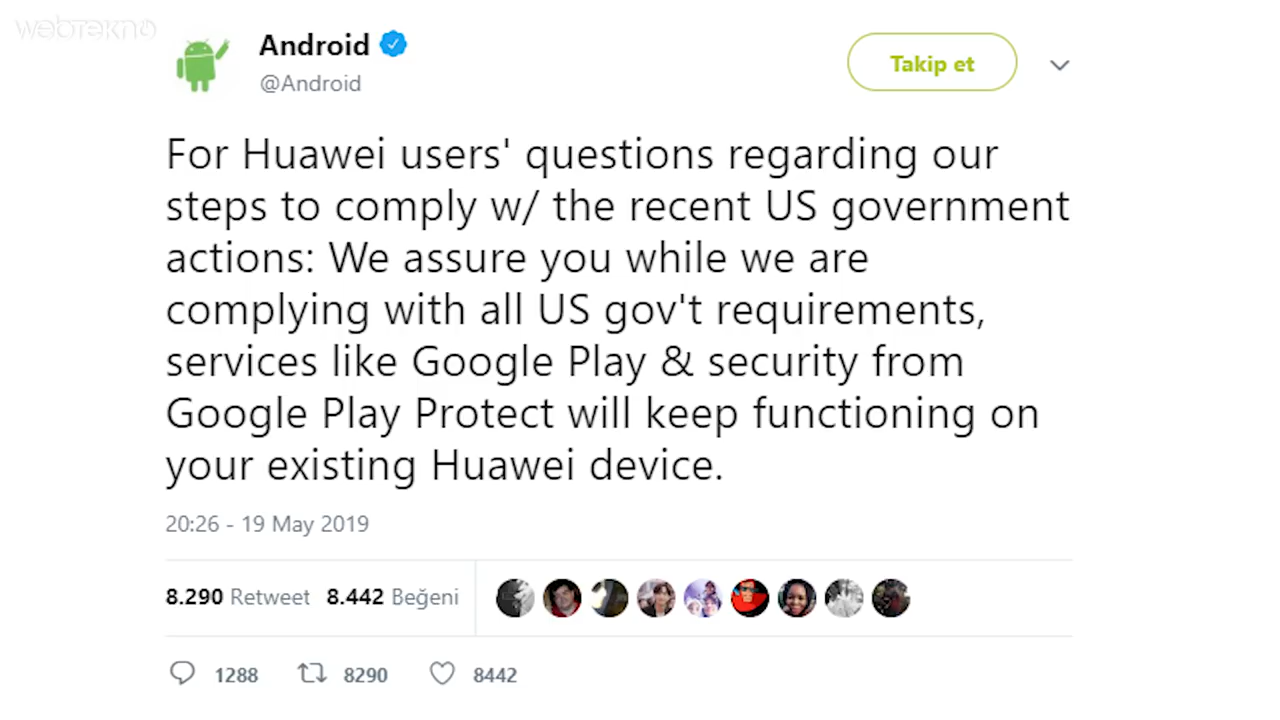 webtekno
Android
@Android
Takip et
For Huawei users' questions regarding our
steps to comply w/ the recent US government
actions: We assure you while we are
complying with all US gov't requirements,
services like Google Play & security from
Google Play Protect will keep functioning on
your existing Huawei device.
20:26 - 19 May 2019
8.290 Retweet 8.442 Beğeni
1288 8290 8442